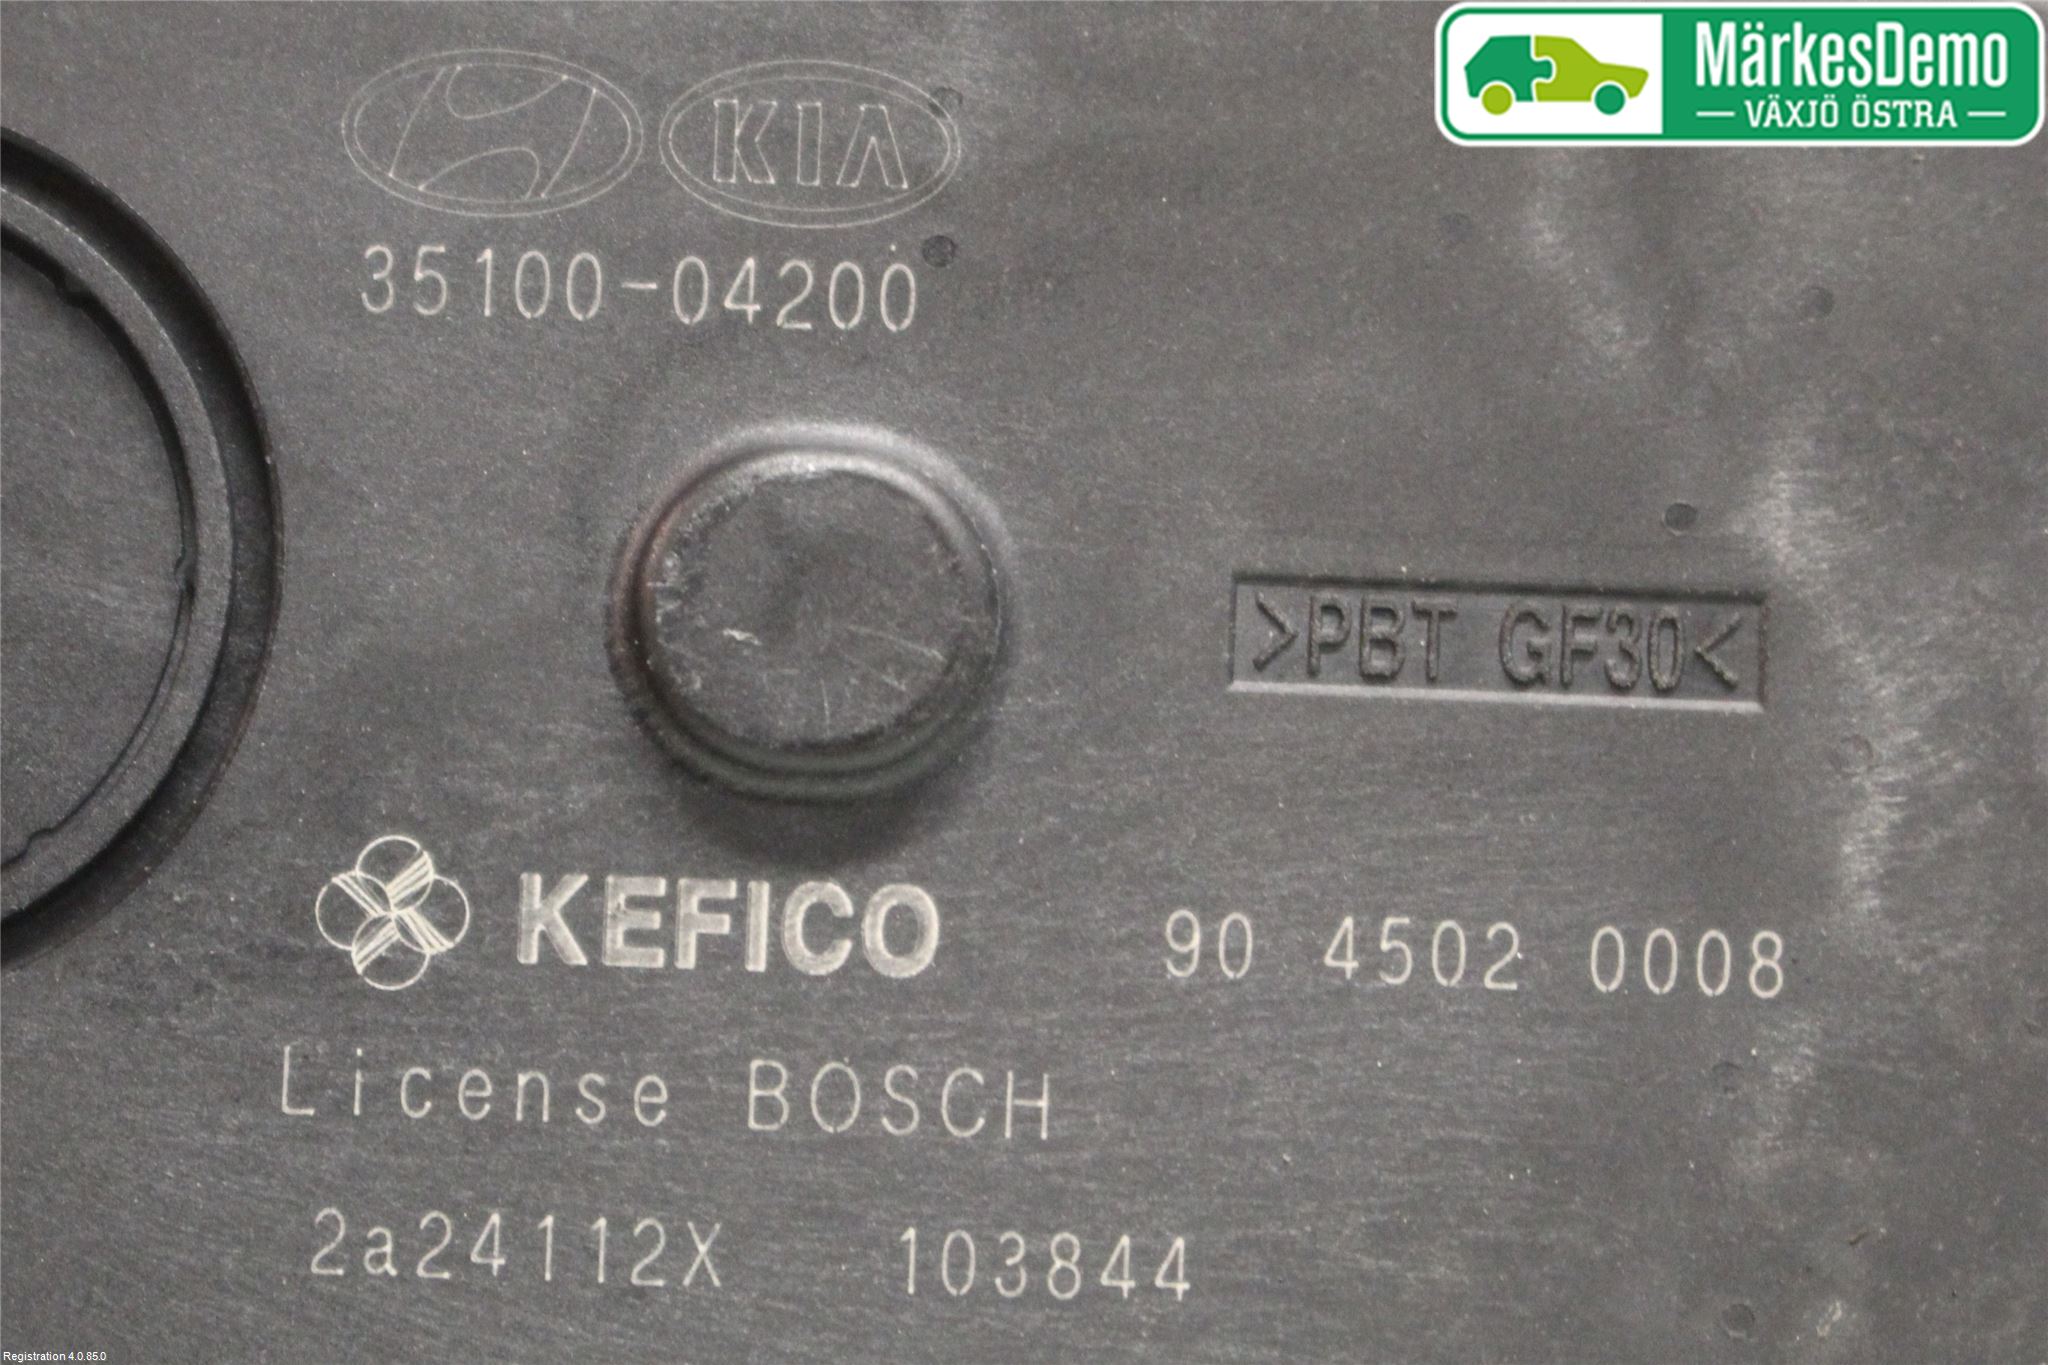 MärkesDemo
VÄXJÖ ÖSTRA
KIA
35100-04200
>PBT GF30<
KEFICO
90 4502 0008
License BOSCH
2a24112X 103844
Registration 4.0.85.0